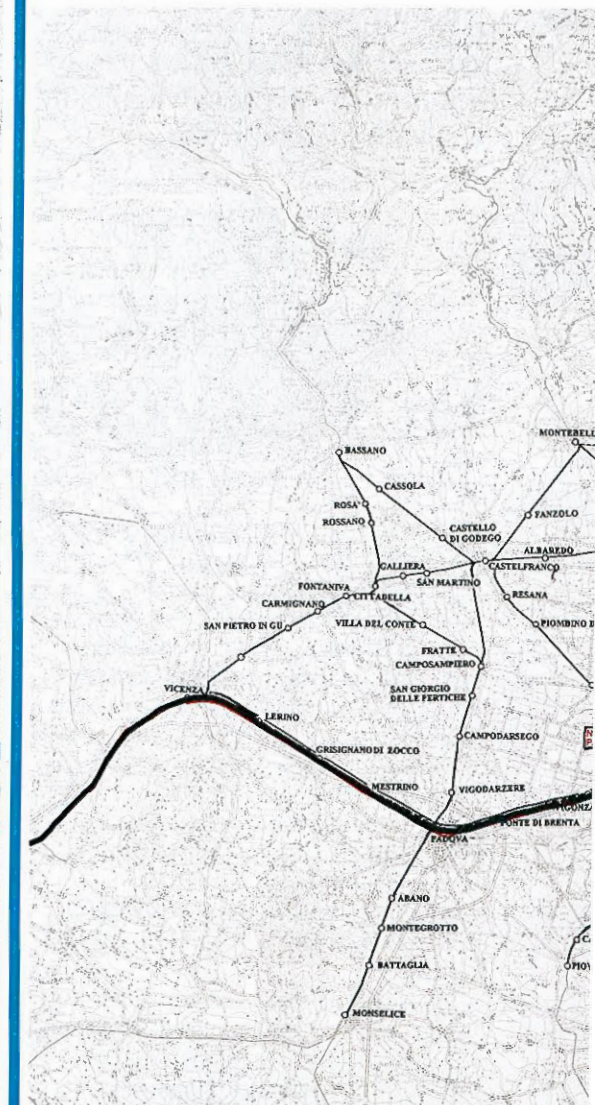 MONTEBELL
BASSANO
CASSOLA
ROSA'
FANZOLO
ROSSANO
CASTELLO
DI GODEGO
ALBAREDO
GALLIERA
CASTELFRANCO
SAN MARTINO
FONTANIVA
CITTADELLA
RESANA
CARMIGNANO
SAN PIETRO IN GU
VILLA DEL CONTE
PIOMBINO D
FRATTE
CAMPOSAMPIERO
VICENZA
SAN GIORGIO
DELLE PERTICHE
LERINO
CAMPODARSEGO
N
P
GRISIGNANO DI ZOCCO
MESTRINO
VIGODARZERE
VIGONZA
PONTE DI BRENTA
PADOVA
ABANO
MONTEGROTTO
C
BATTAGLIA
PIOV
MONSELICE